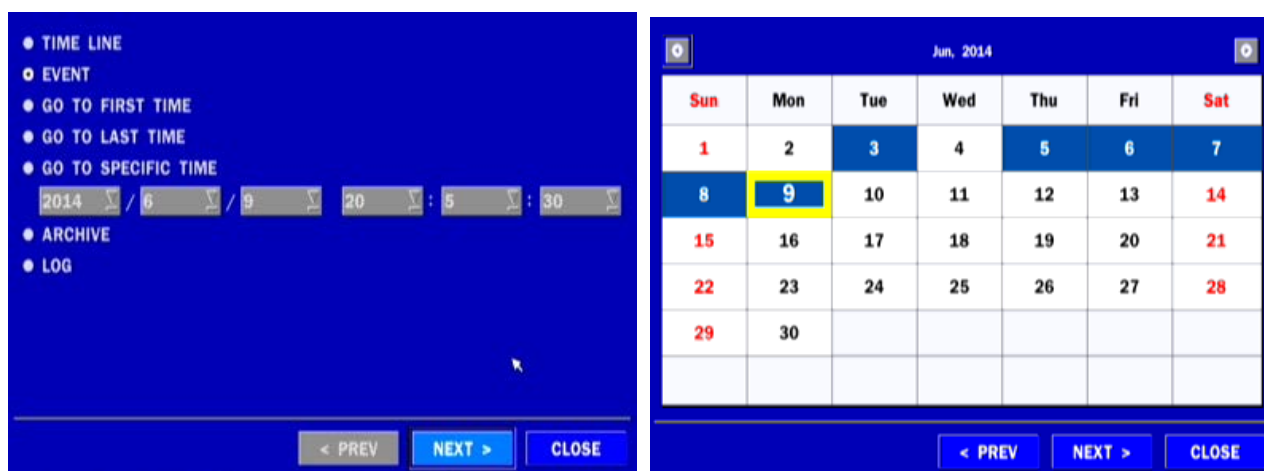 TIME LINE
EVENT
GO TO FIRST TIME
GO TO LAST TIME
GO TO SPECIFIC TIME
2014 / 6 / 9 20 : 5 : 30
ARCHIVE
LOG
< PREV NEXT > CLOSE
Jun, 2014
Sun Mon Tue Wed Thu Fri Sat
1 2 3 4 5 6 7
8 9 10 11 12 13 14
15 16 17 18 19 20 21
22 23 24 25 26 27 28
29 30
< PREV NEXT > CLOSE